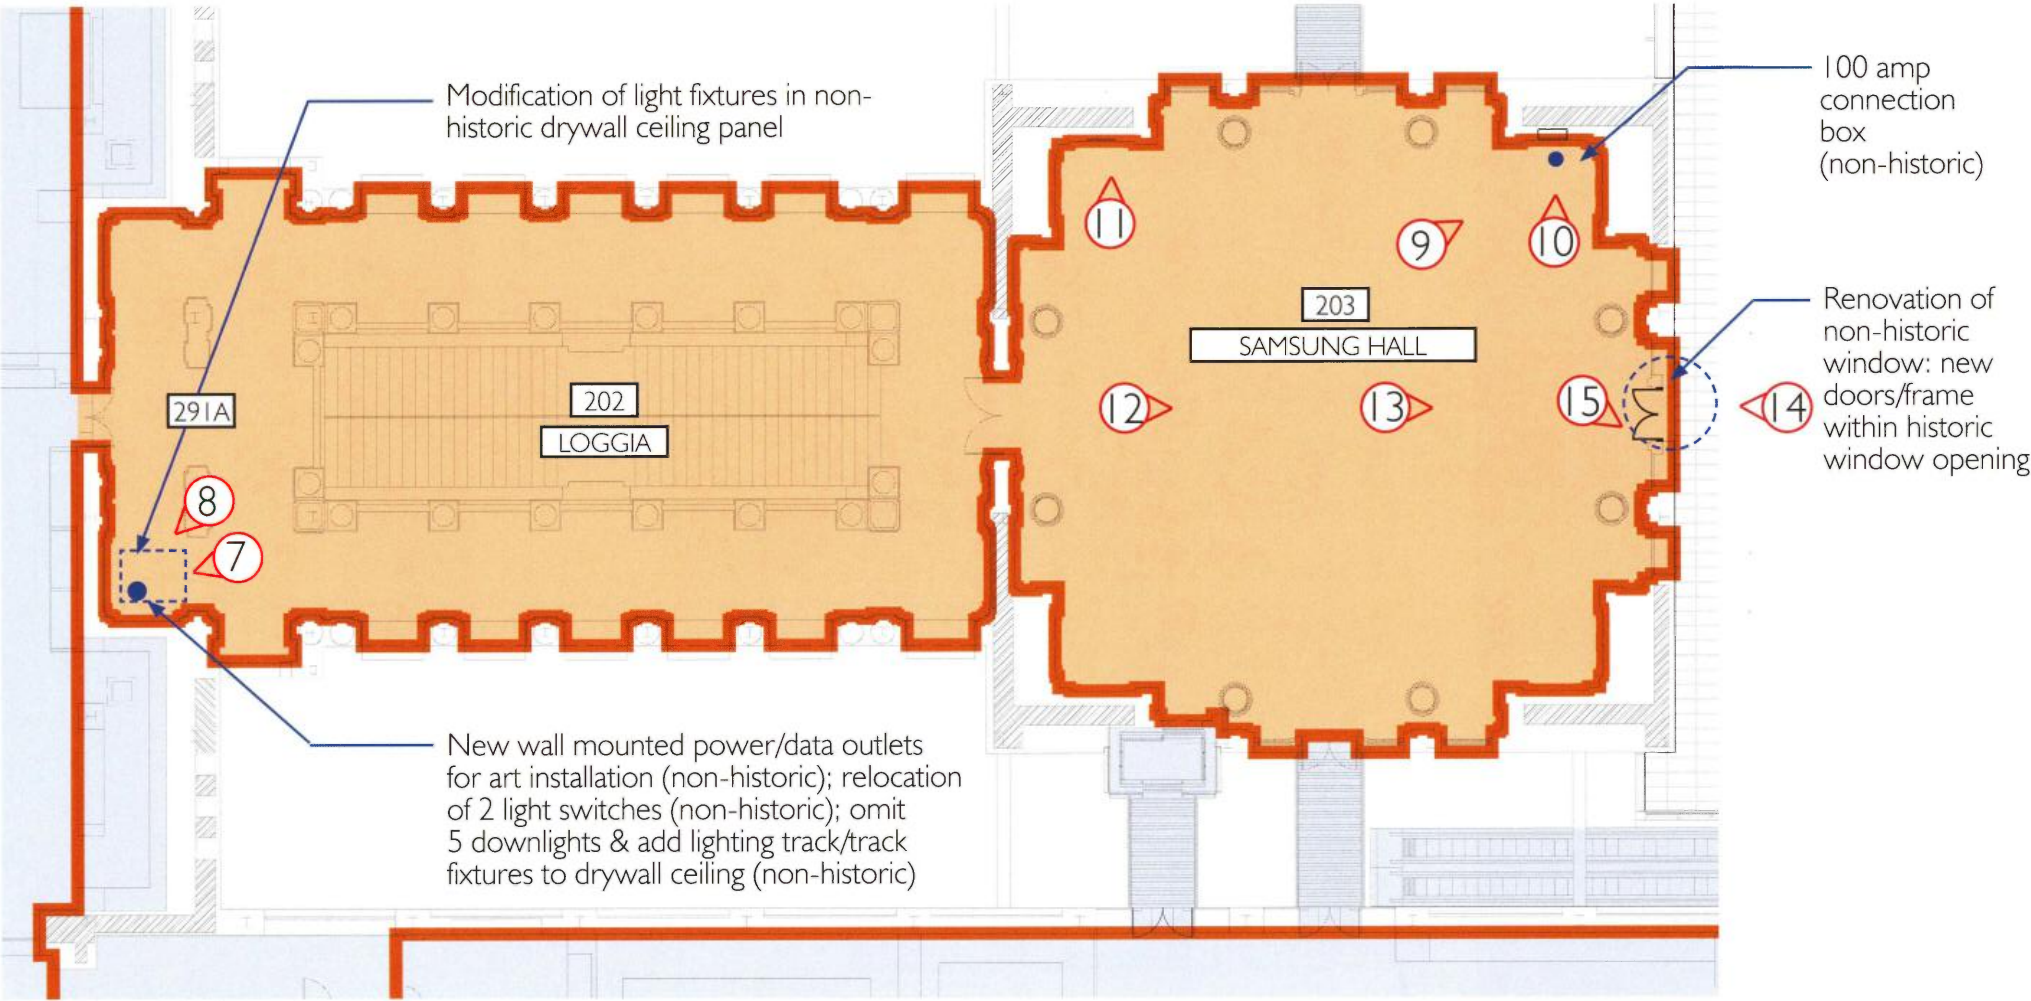 Modification of light fixtures in non-
historic drywall ceiling panel
100 amp
connection
box
(non-historic)
11
9
10
203
SAMSUNG HALL
Renovation of
non-historic
window: new
doors/frame
within historic
window opening
291A
202
LOGGIA
12
13
15
14
8
7
New wall mounted power/data outlets
for art installation (non-historic); relocation
of 2 light switches (non-historic); omit
5 downlights & add lighting track/track
fixtures to drywall ceiling (non-historic)